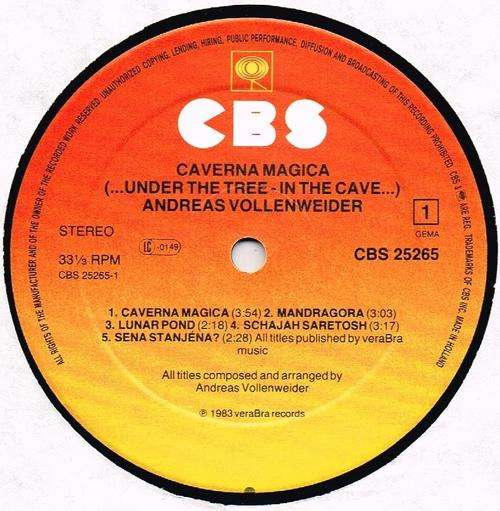 ALL RIGHTS OF THE MANUFACTURER AND OF THE OWNER OF THE RECORDED WORK RESERVED UNAUTHORIZED COPYING, LENDING, HIRING, PUBLIC PERFORMANCE, DIFFUSION AND BROADCASTING OF THIS RECORDING PROHIBITED. CBS & ARE REG. TRADEMARKS OF CBS INC. MADE IN HOLLAND
CBS
CAVERNA MAGICA
(...UNDER THE TREE - IN THE CAVE...)
ANDREAS VOLLENWEIDER
1
GEMA
STEREO
LC -0149
33⅓ RPM
CBS 25265
CBS 25265-1
1. CAVERNA MAGICA (3:54) 2. MANDRAGORA (3:03)
3. LUNAR POND (2:18) 4. SCHAJAH SARETOSH (3:17)
5. SENA STANJÉNA? (2:28) All titles published by veraBra
music
All titles composed and arranged by
Andreas Vollenweider
℗ 1983 veraBra records